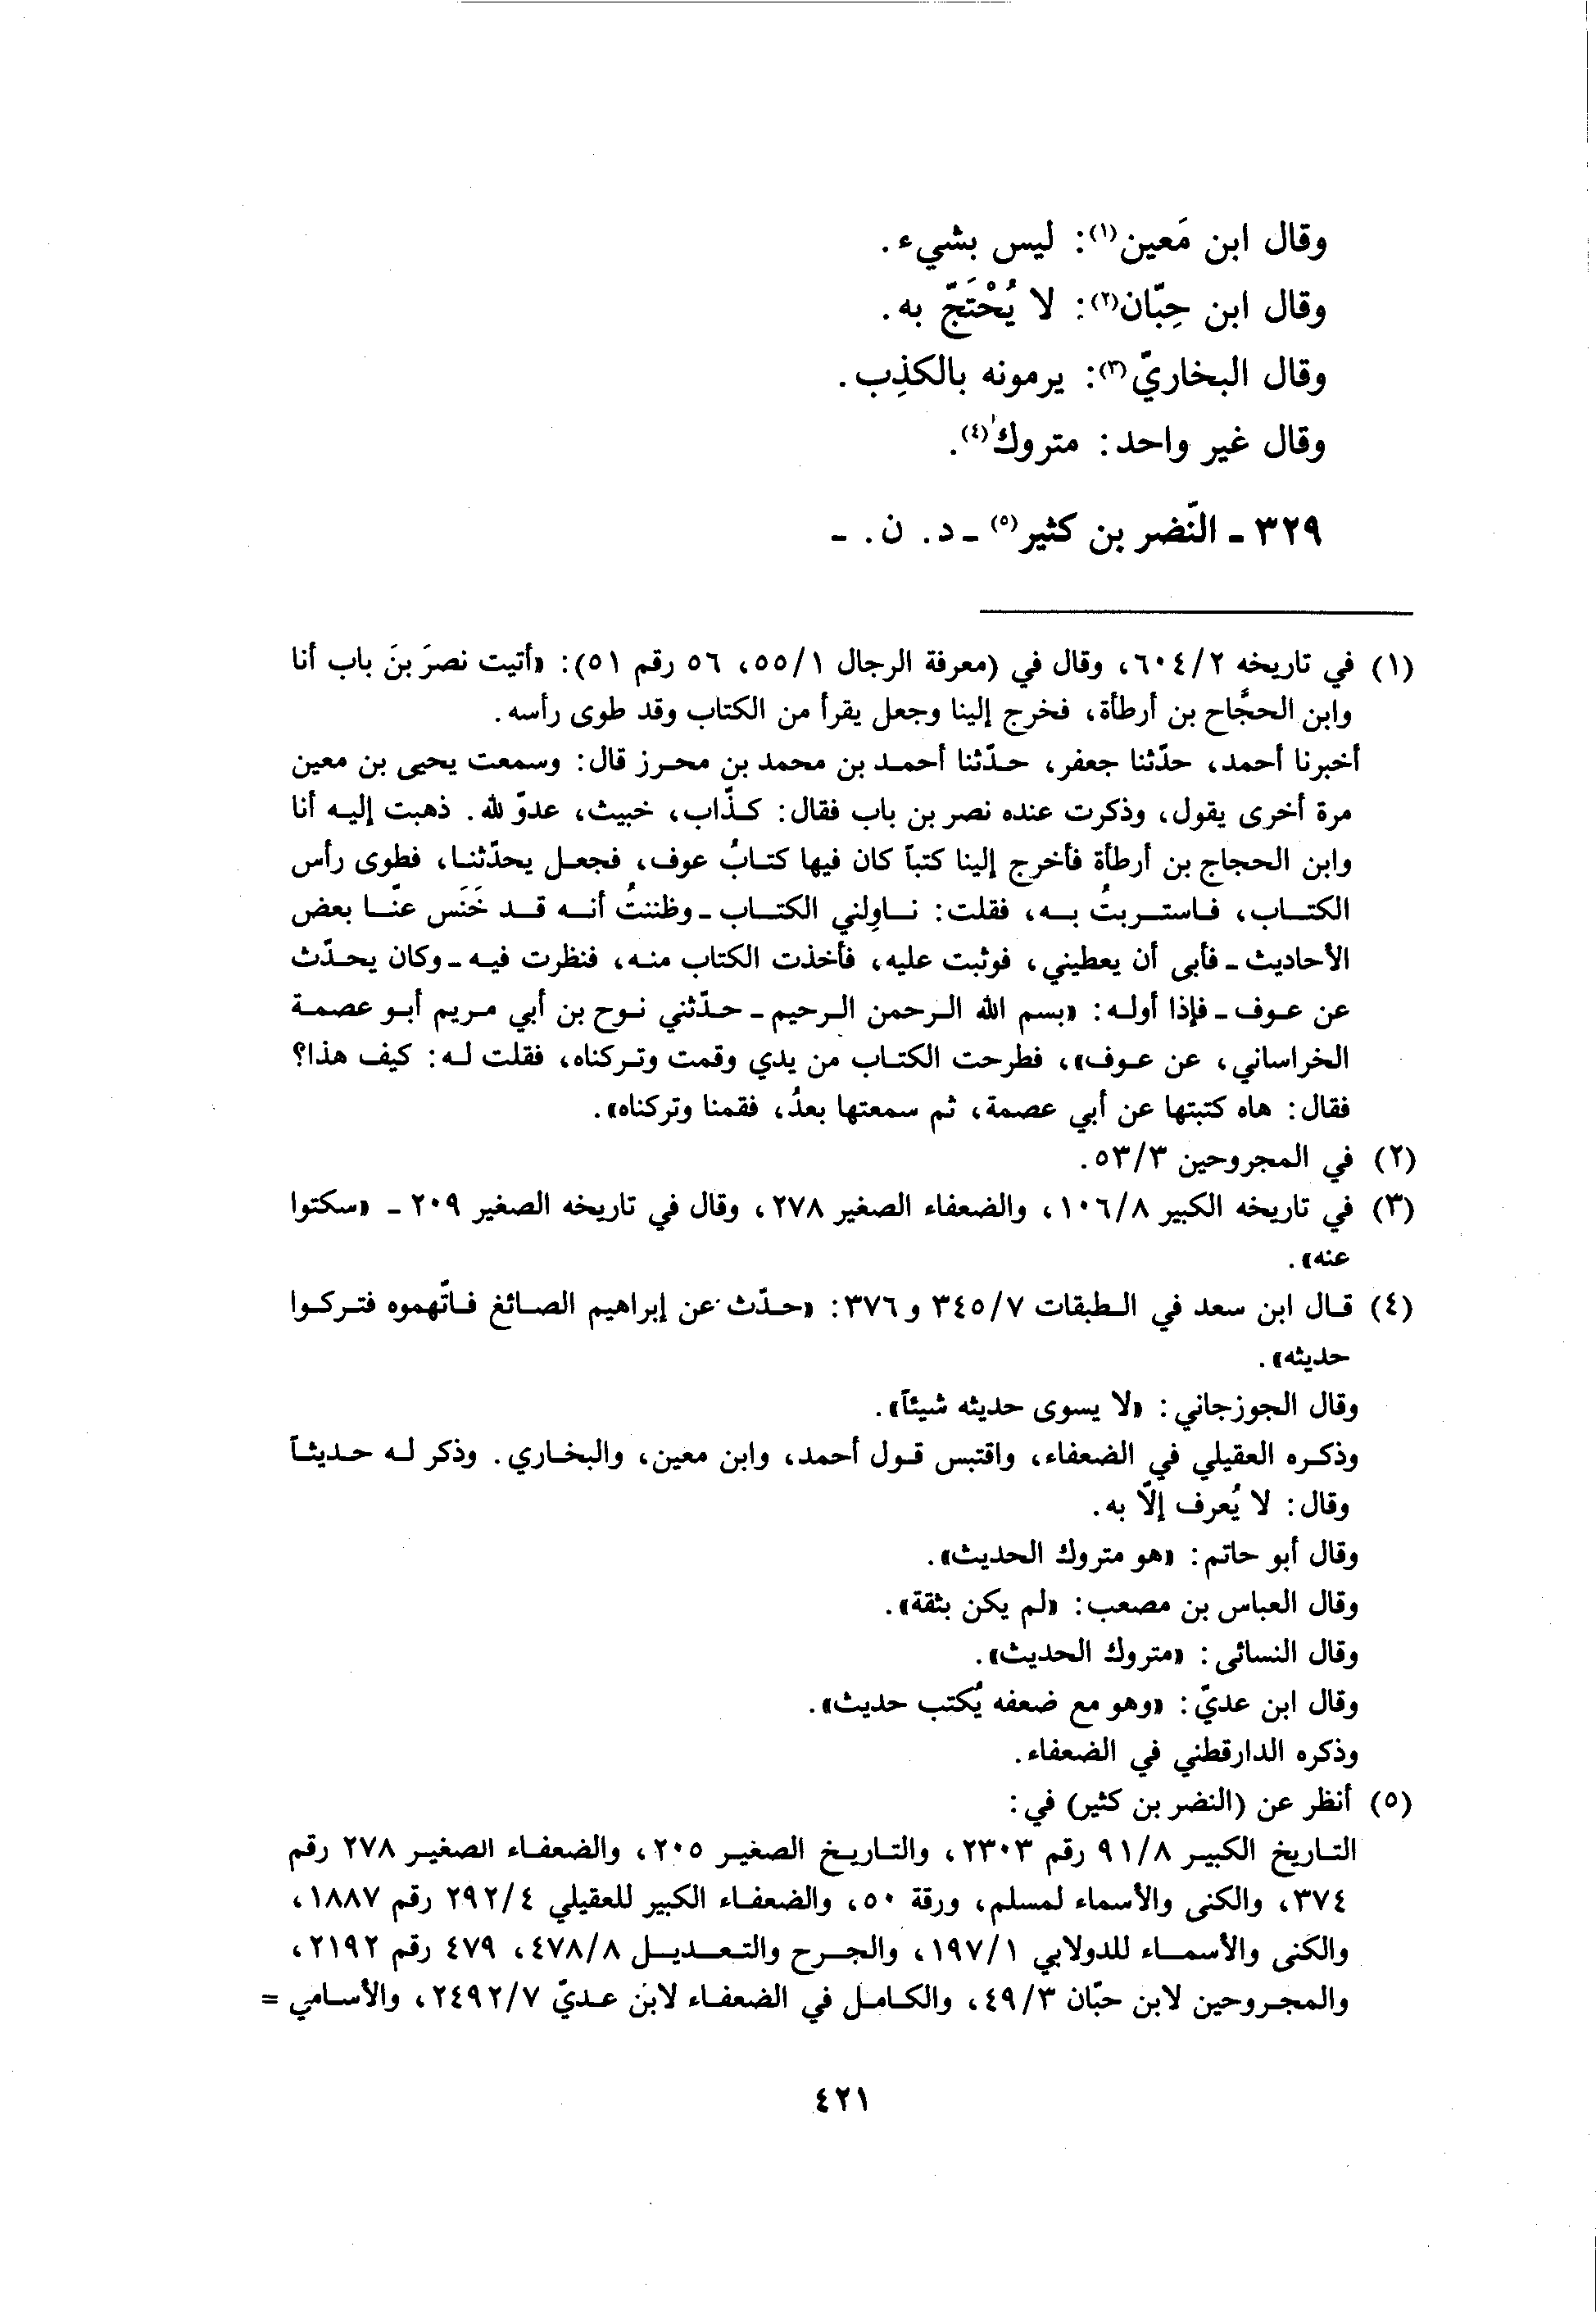 وقال ابن مَعين(١): ليس بشيء.
وقال ابن حِبّان(٢): لا يُحْتَجّ به.
وقال البخاريّ(٣): يرمونه بالكذِب.
وقال غير واحد: متروك(٤).
٣٢٩ - النّضر بن كثير(٥) - د. ن. -
(١) في تاريخه ٦٠٤/٢، وقال في (معرفة الرجال ٥٥/١، ٥٦ رقم ٥١): «أتيت نصرَ بنَ باب أنا
وابن الحجَّاح بن أرطأة، فخرج إلينا وجعل يقرأ من الكتاب وقد طوى رأسه.
أخبرنا أحمد، حدّثنا جعفر، حدّثنا أحمد بن محمد بن محرز قال: وسمعت يحيى بن معين
مرة أخرى يقول، وذكرت عنده نصر بن باب فقال: كذّاب، خبيث، عدوّ لله. ذهبت إليه أنا
وابن الحجاج بن أرطأة فأخرج إلينا كتباً كان فيها كتابُ عوف، فجعل يحدّثنا، فطوى رأس
الكتاب، فاستربتُ به، فقلت: ناوِلني الكتاب - وظننتُ أنه قد خَنَس عنّا بعض
الأحاديث - فأبى أن يعطيني، فوثبت عليه، فأخذت الكتاب منه، فنظرت فيه - وكان يحدّث
عن عوف - فإذا أوله: «بسم الله الرحمن الرحيم - حدّثني نوح بن أبي مريم أبو عصمة
الخراساني، عن عوف»، فطرحت الكتاب من يدي وقمت وتركناه، فقلت له: كيف هذا؟
فقال: هاه كتبتها عن أبي عصمة، ثم سمعتها بعدُ، فقمنا وتركناه».
(٢) في المجروحين ٥٣/٣.
(٣) في تاريخه الكبير ١٠٦/٨، والضعفاء الصغير ٢٧٨، وقال في تاريخه الصغير ٢٠٩ - «سكتوا
عنه».
(٤) قال ابن سعد في الطبقات ٣٤٥/٧ و ٣٧٦: «حدّث عن إبراهيم الصائغ فاتّهموه فتركوا
حديثه».
وقال الجوزجاني: «لا يسوى حديثه شيئاً».
وذكره العقيلي في الضعفاء، واقتبس قول أحمد، وابن معين، والبخاري. وذكر له حديثاً
وقال: لا يُعرف إلّا به.
وقال أبو حاتم: «هو متروك الحديث».
وقال العباس بن مصعب: «لم يكن بثقة».
وقال النسائى: «متروك الحديث».
وقال ابن عديّ: «وهو مع ضعفه يُكتب حديث».
وذكره الدارقطني في الضعفاء.
(٥) أنظر عن (النضر بن كثير) في:
التاريخ الكبير ٩١/٨ رقم ٢٣٠٣، والتاريخ الصغير ٢٠٥، والضعفاء الصغير ٢٧٨ رقم
٣٧٤، والكنى والأسماء لمسلم، ورقة ٥٠، والضعفاء الكبير للعقيلي ٢٩٢/٤ رقم ١٨٨٧،
والكنى والأسماء للدولابي ١٩٧/١، والجرح والتعديل ٤٧٨/٨، ٤٧٩ رقم ٢١٩٢،
والمجروحين لابن حبّان ٤٩/٣، والكامل في الضعفاء لابن عديّ ٢٤٩٢/٧، والأسامي =
٤٢١